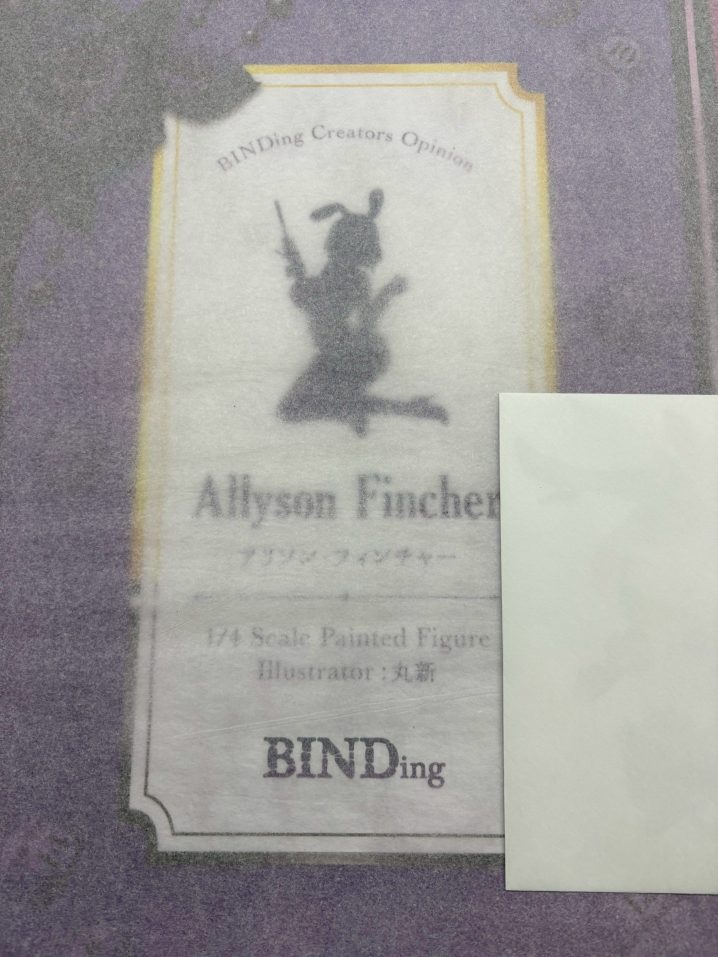 BINDing Creators Opinion
Allyson Fincher
アリソン・フィンチャー
1/4 Scale Painted Figure
Illustrator : 丸新
BINDing